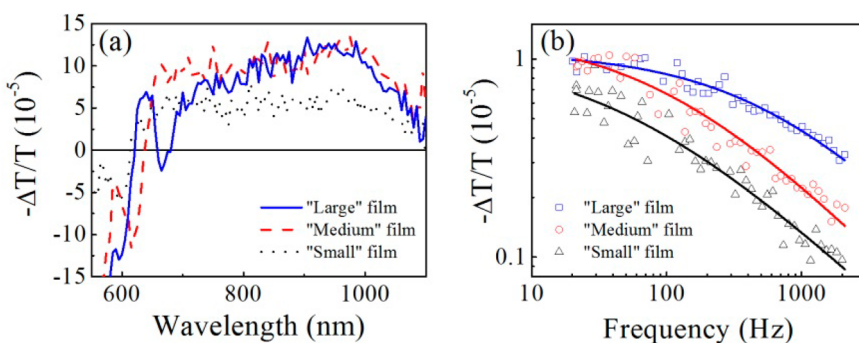 (a)
-ΔT/T (10-5)
15
10
5
0
-5
-10
-15
"Large" film
"Medium" film
"Small" film
600
800
1000
Wavelength (nm)
(b)
-ΔT/T (10-5)
1
0.1
"Large" film
"Medium" film
"Small" film
10
100
1000
Frequency (Hz)